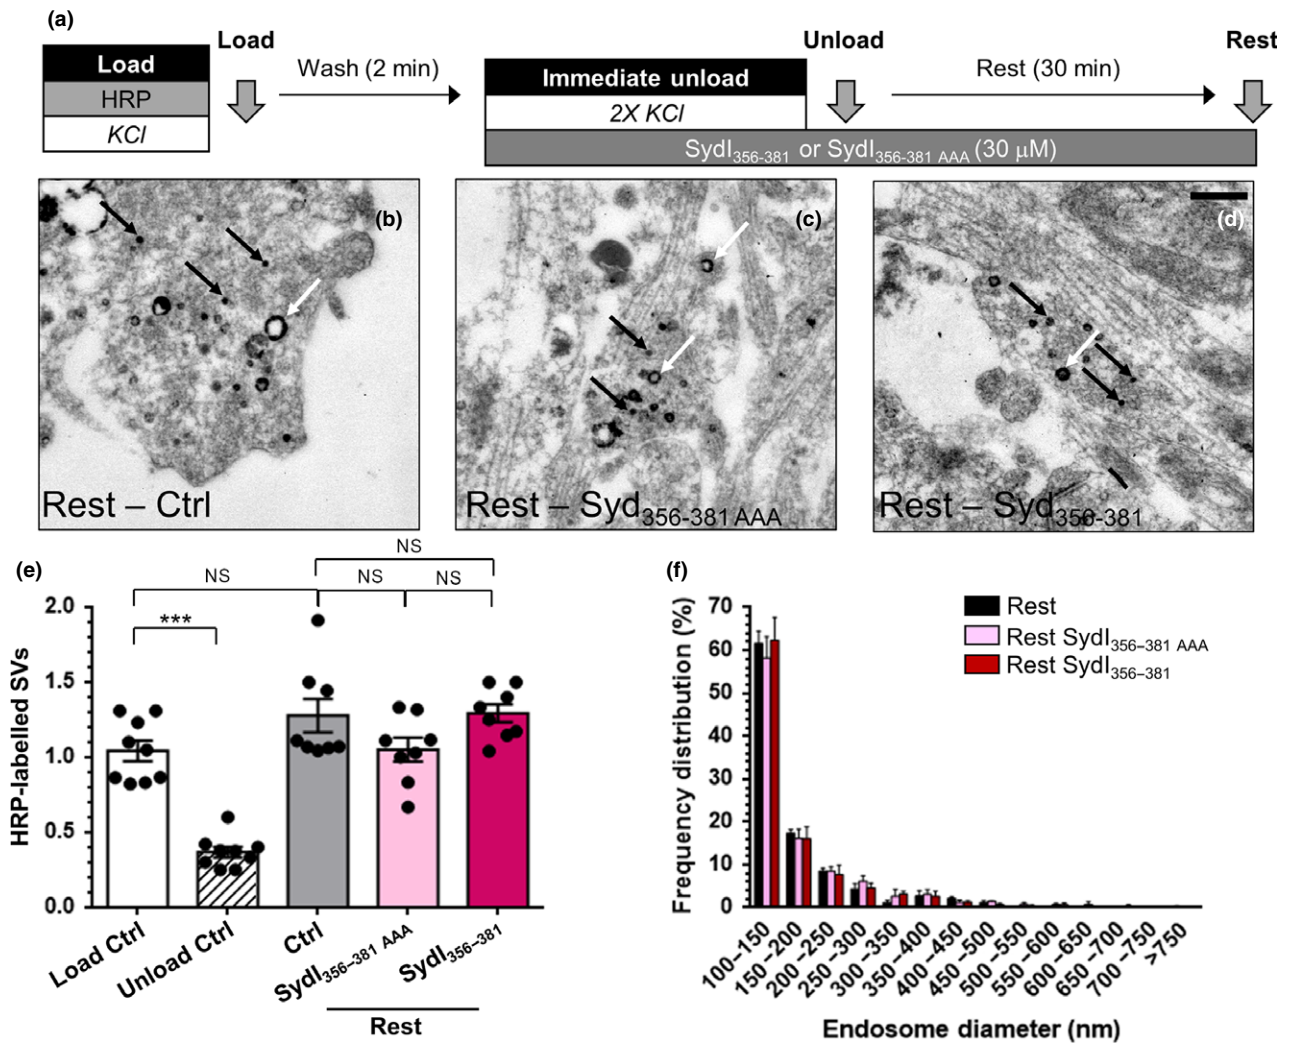 (a)
Load
Unload
Rest
Load
HRP
KCl
Wash (2 min)
Immediate unload
2X KCl
Rest (30 min)
SydI356-381 or SydI356-381 AAA (30 μM)
(b)
Rest – Ctrl
(c)
Rest – Syd356-381 AAA
(d)
Rest – Syd356-381
(e)
NS
NS
NS
NS
***
HRP-labelled SVs
2.0
1.5
1.0
0.5
0.0
Load Ctrl
Unload Ctrl
Ctrl
SydI356–381 AAA
SydI356–381
Rest
(f)
Rest
Rest SydI356–381 AAA
Rest SydI356–381
Frequency distribution (%)
70
60
50
40
30
20
10
0
100–150
150–200
200–250
250–300
300–350
350–400
400–450
450–500
500–550
550–600
600–650
650–700
700–750
>750
Endosome diameter (nm)